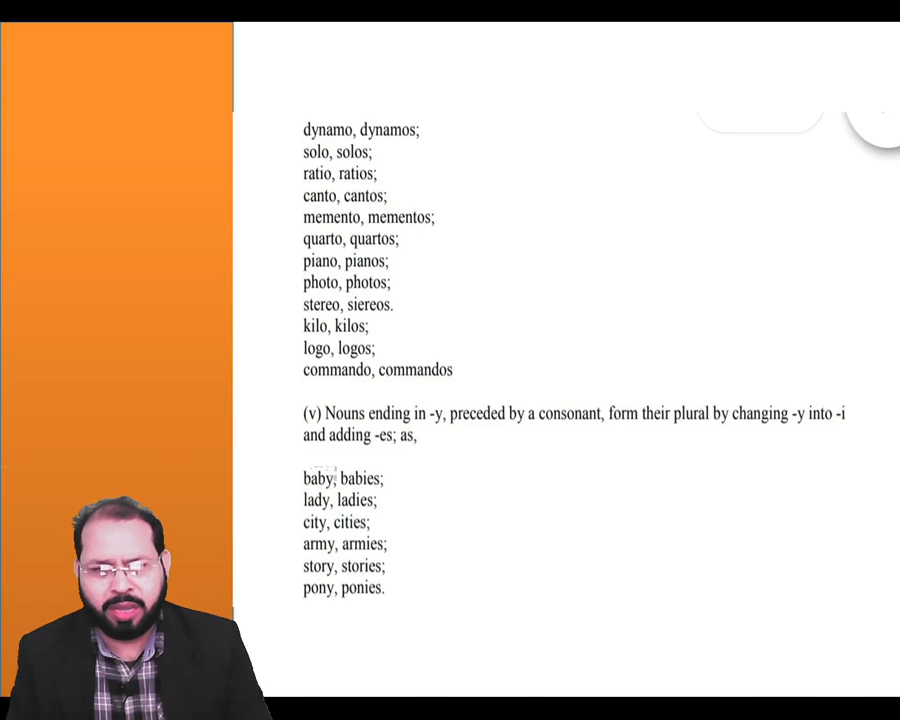 dynamo, dynamos;
solo, solos;
ratio, ratios;
canto, cantos;
memento, mementos;
quarto, quartos;
piano, pianos;
photo, photos;
stereo, siereos.
kilo, kilos;
logo, logos;
commando, commandos
(v) Nouns ending in -y, preceded by a consonant, form their plural by changing -y into -i
and adding -es; as,
baby, babies;
lady, ladies;
city, cities;
army, armies;
story, stories;
pony, ponies.